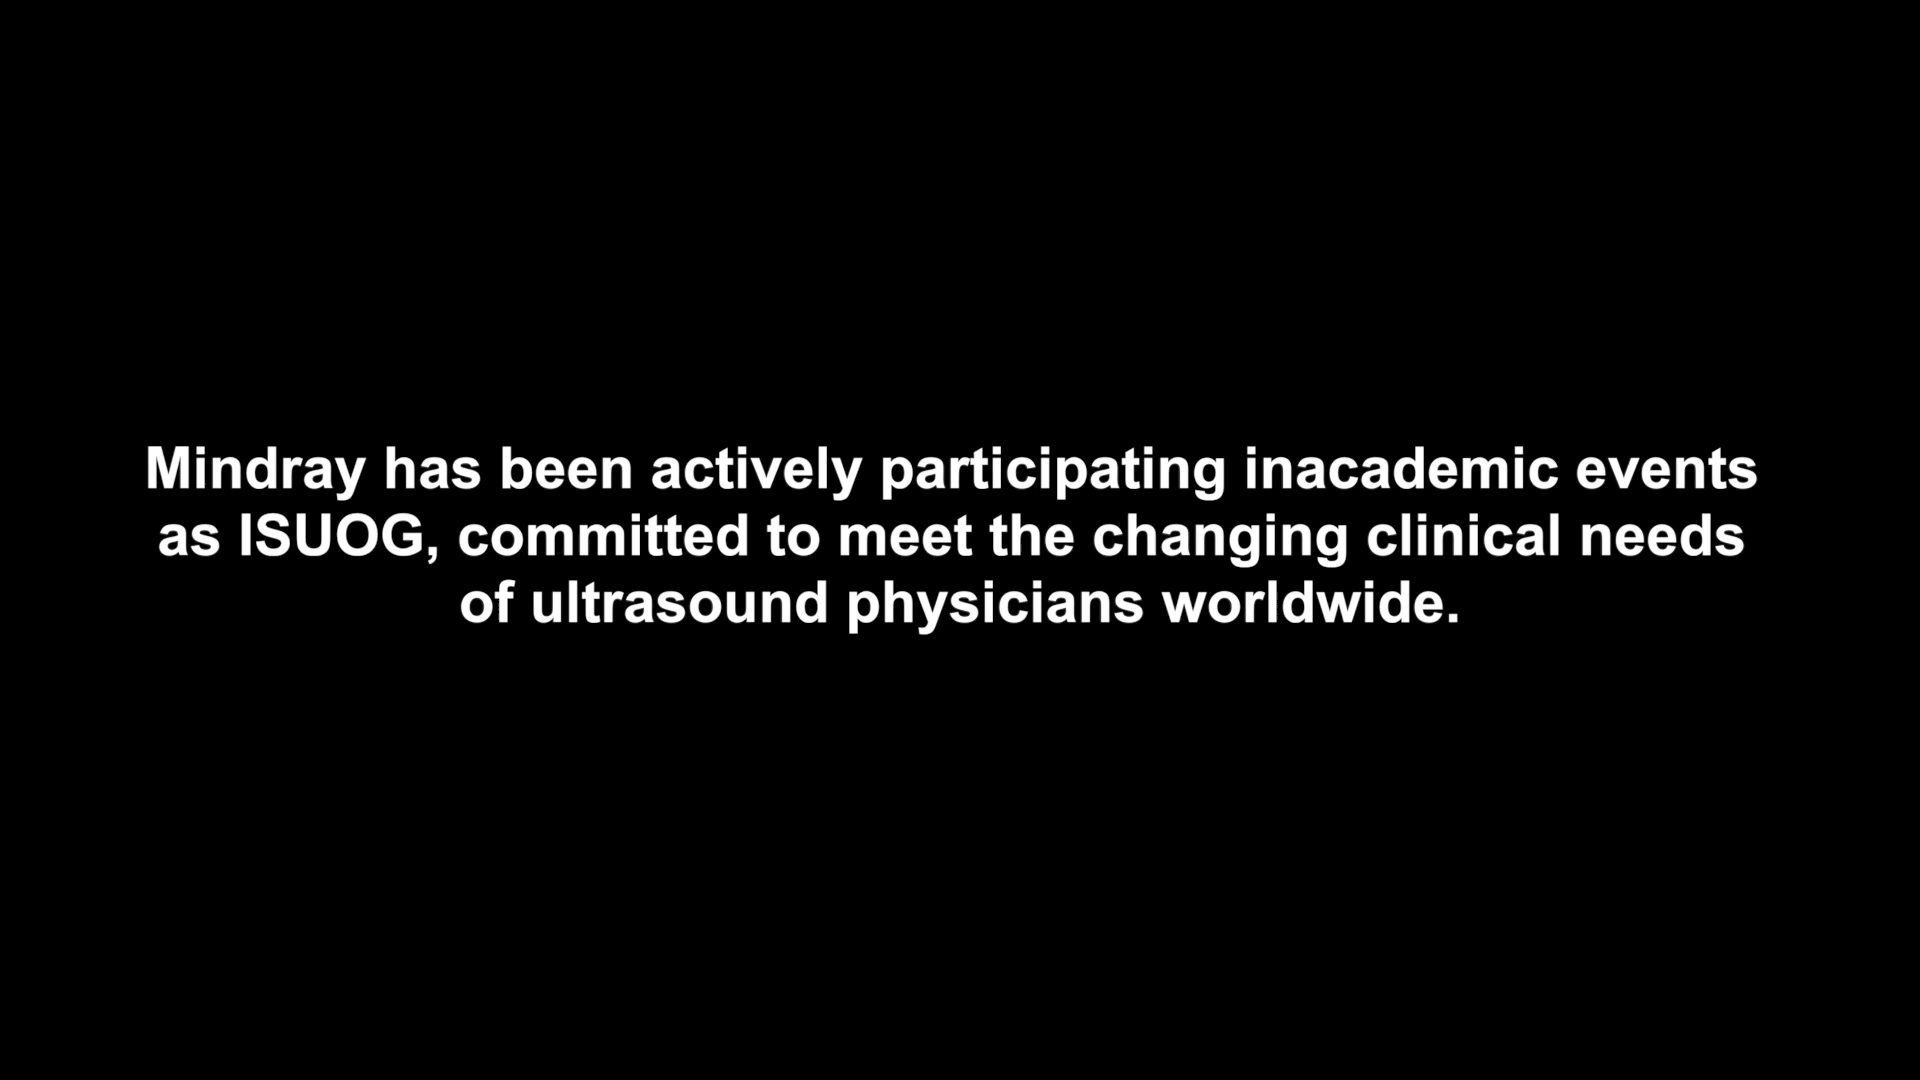 Mindray has been actively participating inacademic events
as ISUOG, committed to meet the changing clinical needs
of ultrasound physicians worldwide.